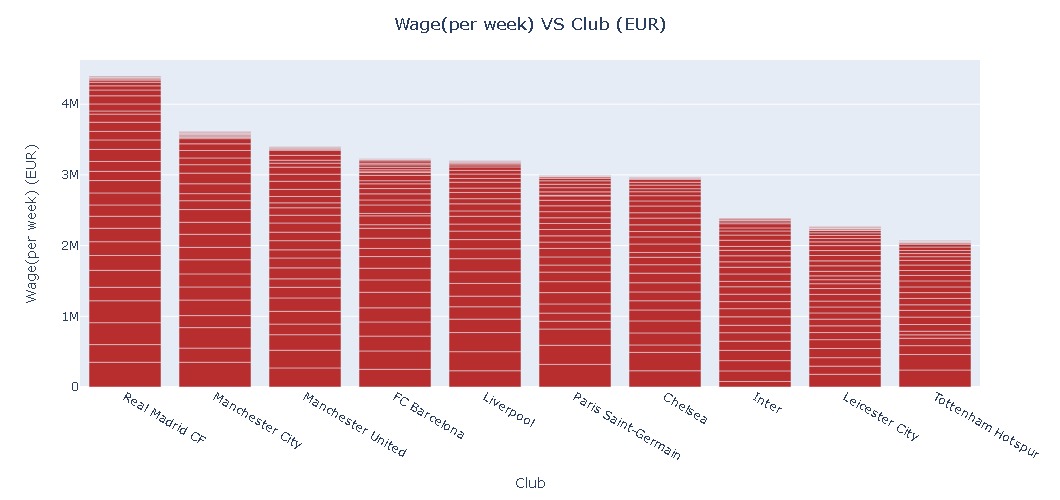 Wage(per week) VS Club (EUR)
Wage(per week) (EUR)
4M
3M
2M
1M
0
Real Madrid CF
Manchester City
Manchester United
FC Barcelona
Liverpool
Paris Saint-Germain
Chelsea
Inter
Leicester City
Tottenham Hotspur
Club